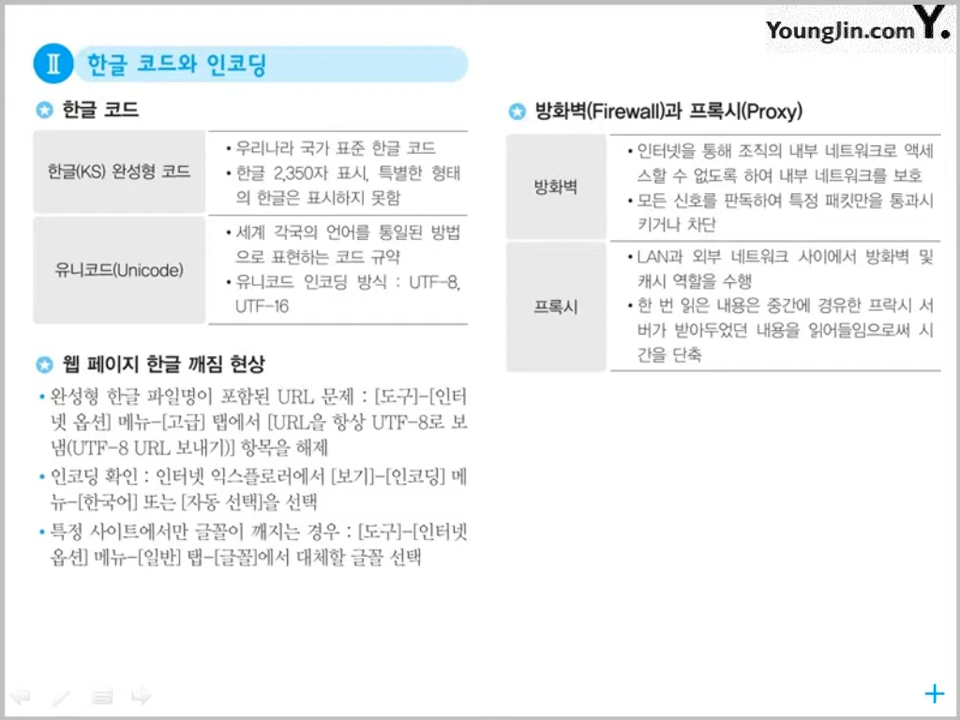 YoungJin.com Y.
Ⅱ 한글 코드와 인코딩
한글 코드
한글(KS) 완성형 코드
• 우리나라 국가 표준 한글 코드
• 한글 2,350자 표시, 특별한 형태
의 한글은 표시하지 못함
유니코드(Unicode)
• 세계 각국의 언어를 통일된 방법
으로 표현하는 코드 규약
• 유니코드 인코딩 방식 : UTF-8,
UTF-16
웹 페이지 한글 깨짐 현상
• 완성형 한글 파일명이 포함된 URL 문제 : [도구]-[인터
넷 옵션] 메뉴-[고급] 탭에서 [URL을 항상 UTF-8로 보
냄(UTF-8 URL 보내기)] 항목을 해제
• 인코딩 확인 : 인터넷 익스플로러에서 [보기]-[인코딩] 메
뉴-[한국어] 또는 [자동 선택]을 선택
• 특정 사이트에서만 글꼴이 깨지는 경우 : [도구]-[인터넷
옵션] 메뉴-[일반] 탭-[글꼴]에서 대체할 글꼴 선택
방화벽(Firewall)과 프록시(Proxy)
방화벽
• 인터넷을 통해 조직의 내부 네트워크로 액세
스할 수 없도록 하여 내부 네트워크를 보호
• 모든 신호를 판독하여 특정 패킷만을 통과시
키거나 차단
프록시
• LAN과 외부 네트워크 사이에서 방화벽 및
캐시 역할을 수행
• 한 번 읽은 내용은 중간에 경유한 프락시 서
버가 받아두었던 내용을 읽어들임으로써 시
간을 단축